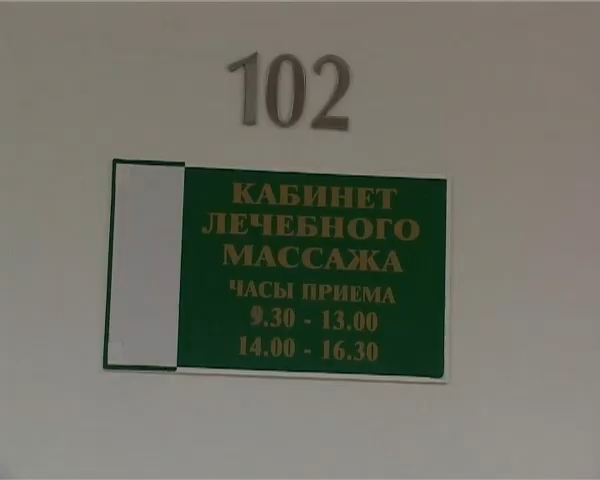 102
КАБИНЕТ
ЛЕЧЕБНОГО
МАССАЖА
ЧАСЫ ПРИЕМА
9.30 - 13.00
14.00 - 16.30